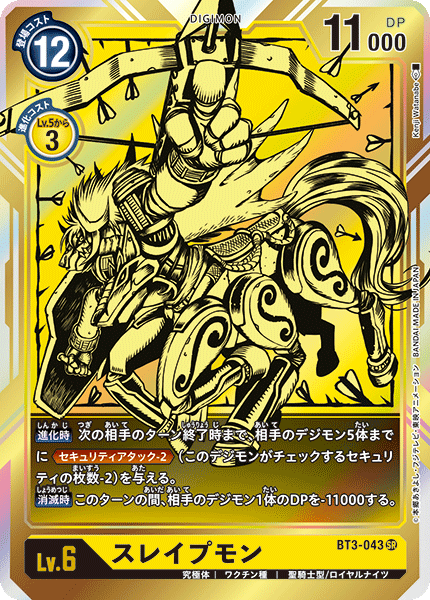 DIGIMON
登場コスト
12
DP
11000
進化コスト
Lv.5から
3
Kenji Watanabe
BANDAI, MADE IN JAPAN
©本郷あきよし・フジテレビ・東映アニメーション
進化時 次の相手のターン終了時まで、相手のデジモン5体まで
に セキュリティアタック-2 (このデジモンがチェックするセキュリ
ティの枚数-2)を与える。
消滅時 このターンの間、相手のデジモン1体のDPを-11000する。
Lv.6
スレイプモン
BT3-043 SR
究極体 | ワクチン種 | 聖騎士型/ロイヤルナイツ